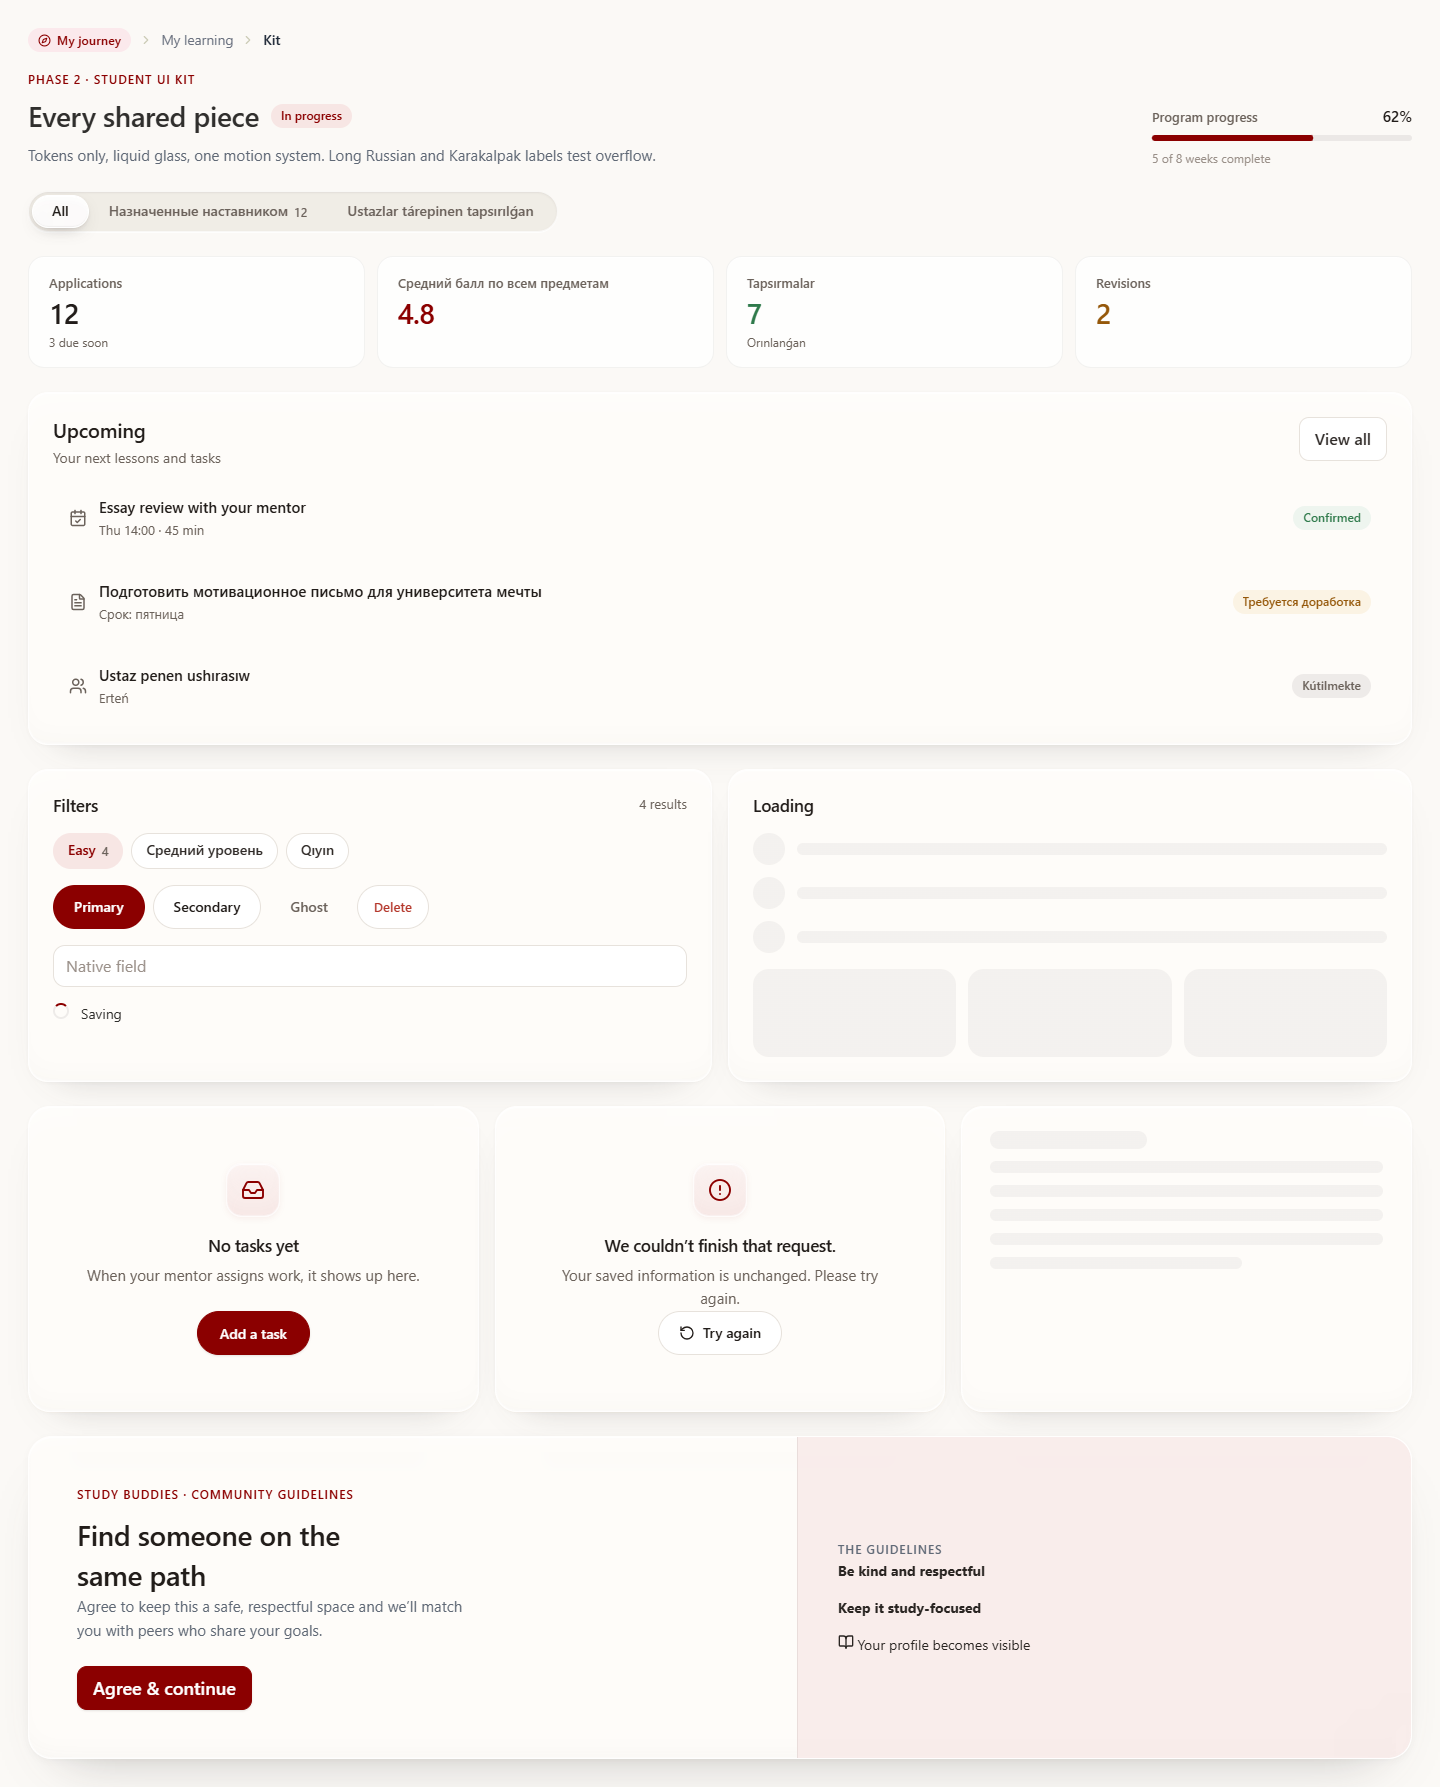 My journey
My learning
Kit
PHASE 2 · STUDENT UI KIT
Every shared piece
In progress
Tokens only, liquid glass, one motion system. Long Russian and Karakalpak labels test overflow.
Program progress
62%
5 of 8 weeks complete
All
Назначенные наставником 12
Ustazlar tárepinen tapsırılǵan
Applications
12
3 due soon
Средний балл по всем предметам
4.8
Tapsırmalar
7
Orınlanǵan
Revisions
2
Upcoming
Your next lessons and tasks
View all
Essay review with your mentor
Thu 14:00 · 45 min
Confirmed
Подготовить мотивационное письмо для университета мечты
Срок: пятница
Требуется доработка
Ustaz penen ushırasıw
Erteń
Kútilmekte
Filters
4 results
Easy 4
Средний уровень
Qıyın
Primary
Secondary
Ghost
Delete
Native field
Saving
Loading
No tasks yet
When your mentor assigns work, it shows up here.
Add a task
We couldn’t finish that request.
Your saved information is unchanged. Please try
again.
Try again
STUDY BUDDIES · COMMUNITY GUIDELINES
Find someone on the
same path
Agree to keep this a safe, respectful space and we’ll match
you with peers who share your goals.
Agree & continue
THE GUIDELINES
Be kind and respectful
Keep it study-focused
Your profile becomes visible